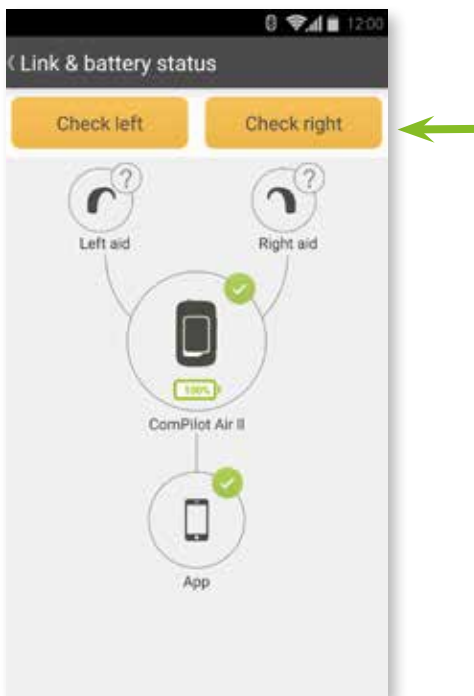 12:00
Link & battery status
Check left Check right
?
?
Left aid Right aid
100%
ComPilot Air II
App